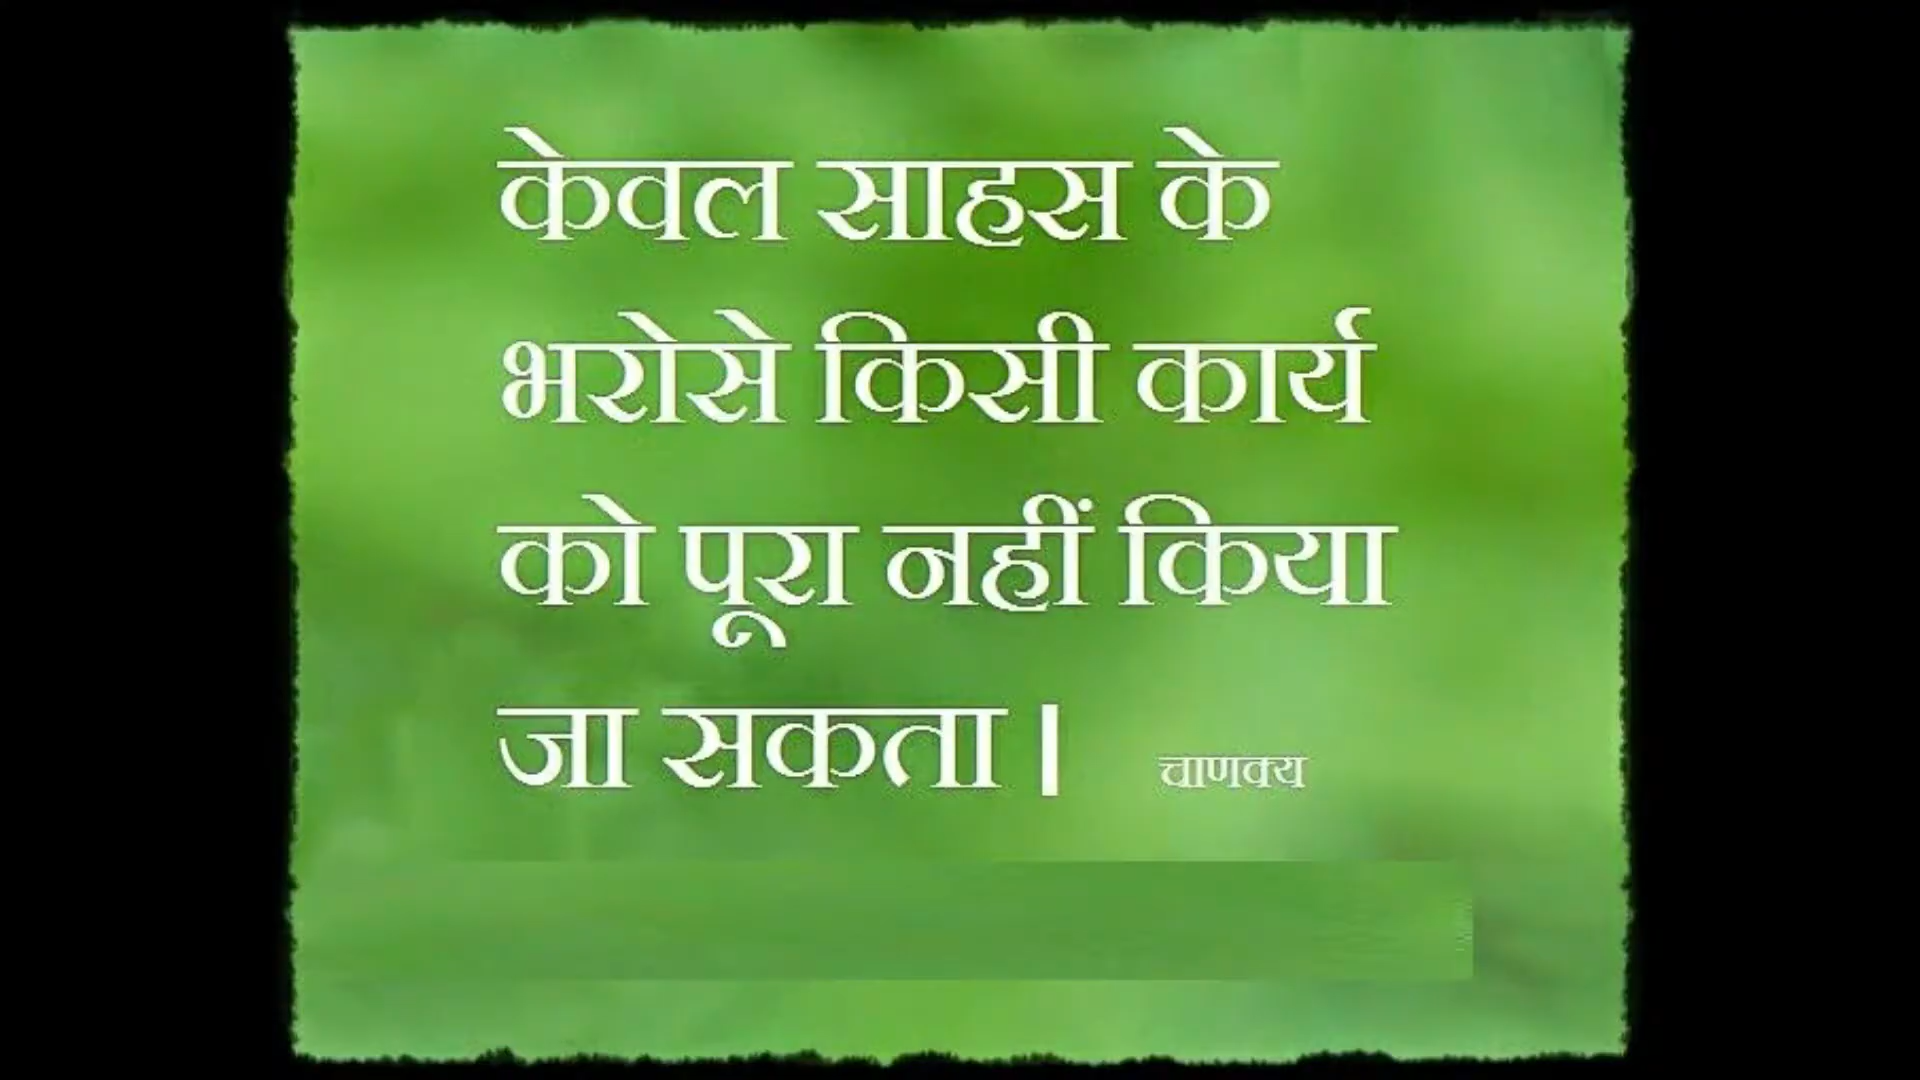 केवल साहस के
भरोसे किसी कार्य
को पूरा नहीं किया
जा सकता।
चाणक्य